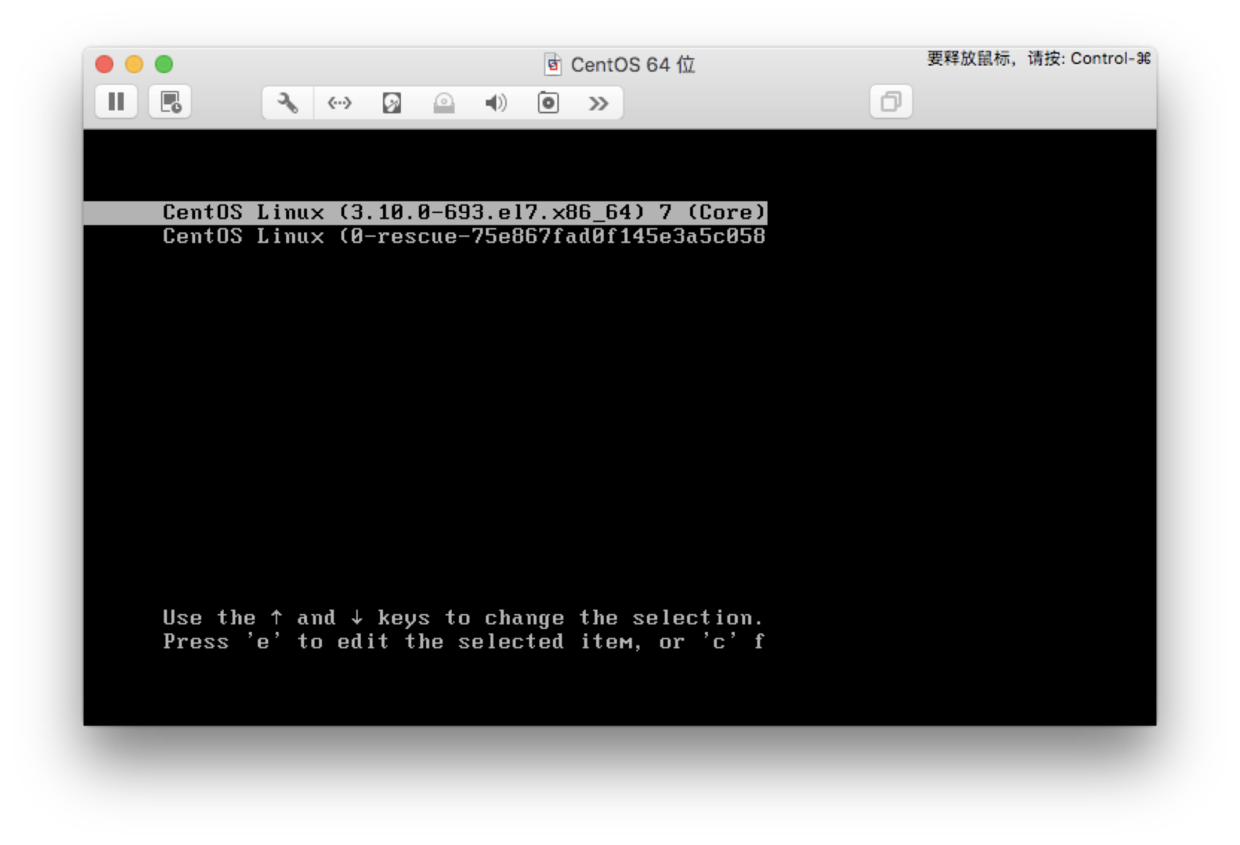 CentOS 64 位
要释放鼠标，请按: Control-⌘
CentOS Linux (3.10.0-693.el7.x86_64) 7 (Core)
CentOS Linux (0-rescue-75e867fad0f145e3a5c058
Use the ↑ and ↓ keys to change the selection.
Press 'e' to edit the selected item, or 'c' f